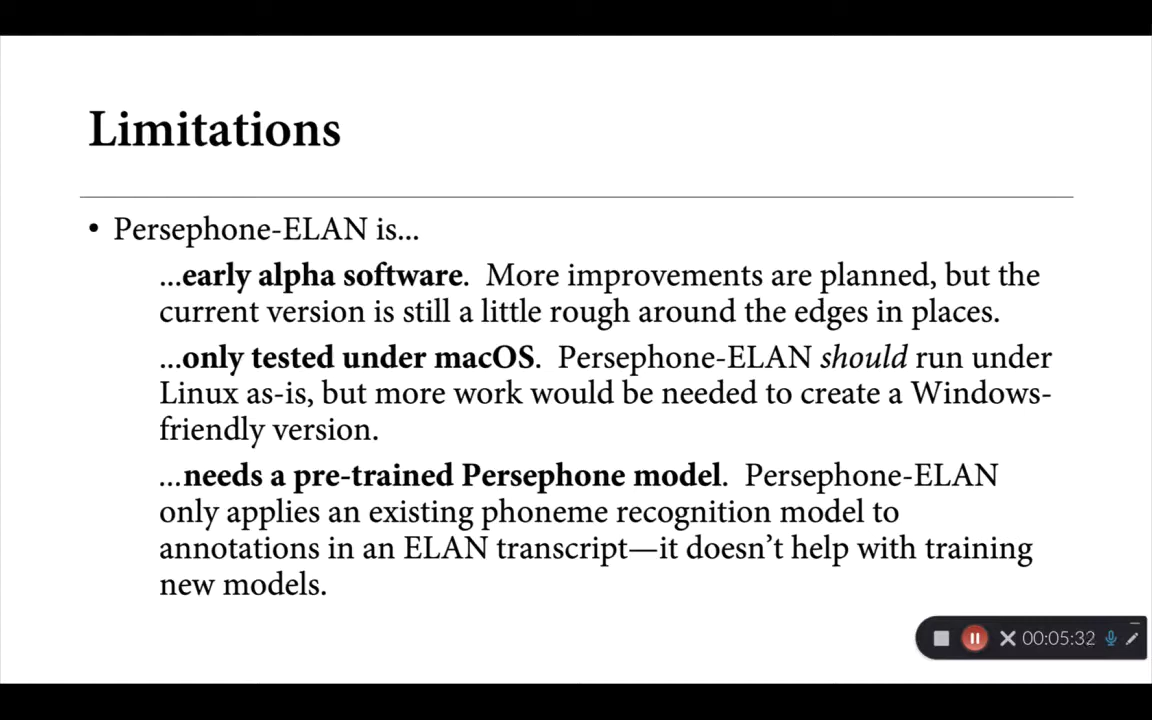 Limitations
• Persephone-ELAN is...
...early alpha software. More improvements are planned, but the
current version is still a little rough around the edges in places.
...only tested under macOS. Persephone-ELAN should run under
Linux as-is, but more work would be needed to create a Windows-
friendly version.
...needs a pre-trained Persephone model. Persephone-ELAN
only applies an existing phoneme recognition model to
annotations in an ELAN transcript—it doesn’t help with training
new models.
00:05:32